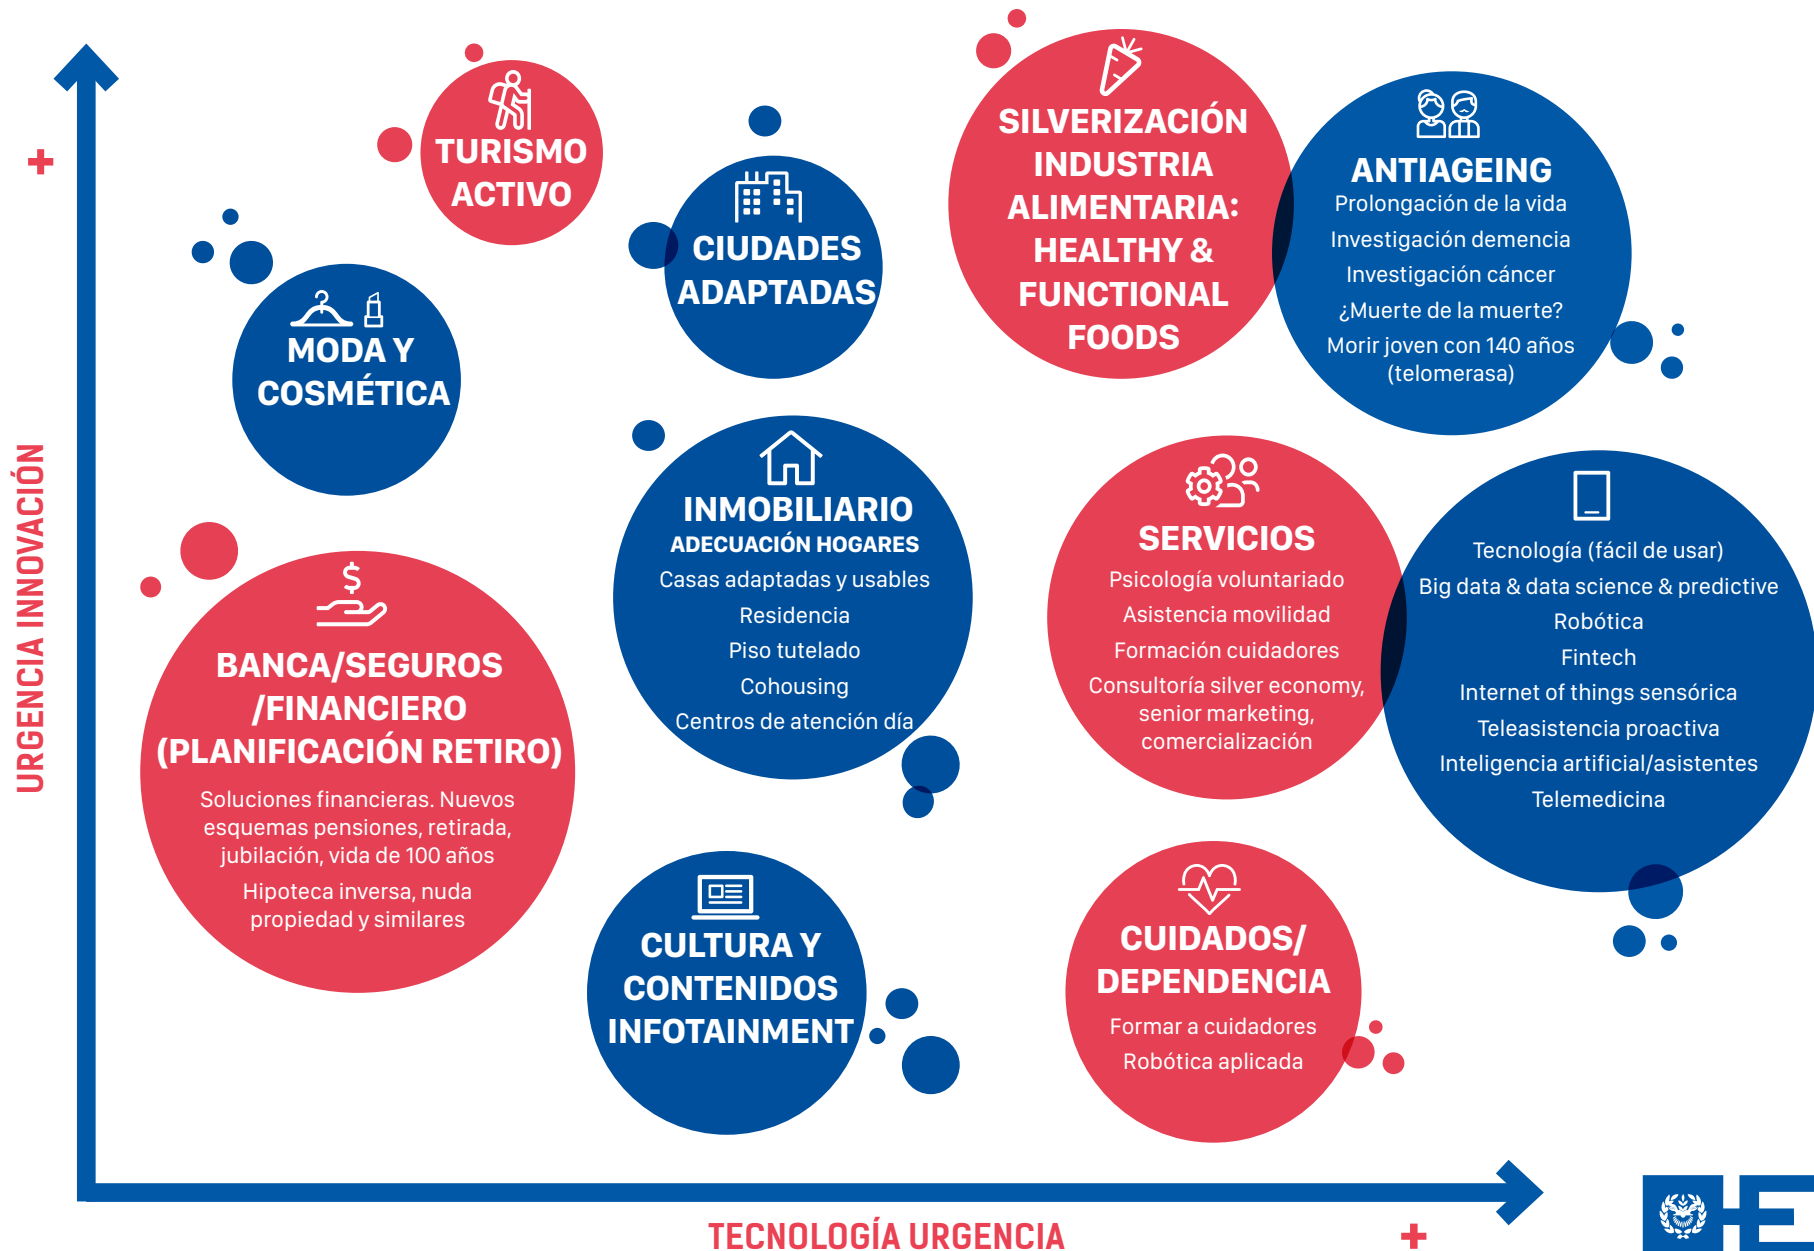 +
URGENCIA INNOVACIÓN
TURISMO
ACTIVO
CIUDADES
ADAPTADAS
SILVERIZACIÓN
INDUSTRIA
ALIMENTARIA:
HEALTHY &
FUNCTIONAL
FOODS
ANTIAGEING
Prolongación de la vida
Investigación demencia
Investigación cáncer
¿Muerte de la muerte?
Morir joven con 140 años
(telomerasa)
MODA Y
COSMÉTICA
INMOBILIARIO
ADECUACIÓN HOGARES
Casas adaptadas y usables
Residencia
Piso tutelado
Cohousing
Centros de atención día
SERVICIOS
Psicología voluntariado
Asistencia movilidad
Formación cuidadores
Consultoría silver economy,
senior marketing,
comercialización
Tecnología (fácil de usar)
Big data & data science & predictive
Robótica
Fintech
Internet of things sensórica
Teleasistencia proactiva
Inteligencia artificial/asistentes
Telemedicina
$
BANCA/SEGUROS
/FINANCIERO
(PLANIFICACIÓN RETIRO)
Soluciones financieras. Nuevos
esquemas pensiones, retirada,
jubilación, vida de 100 años
Hipoteca inversa, nuda
propiedad y similares
CULTURA Y
CONTENIDOS
INFOTAINMENT
CUIDADOS/
DEPENDENCIA
Formar a cuidadores
Robótica aplicada
TECNOLOGÍA URGENCIA
+